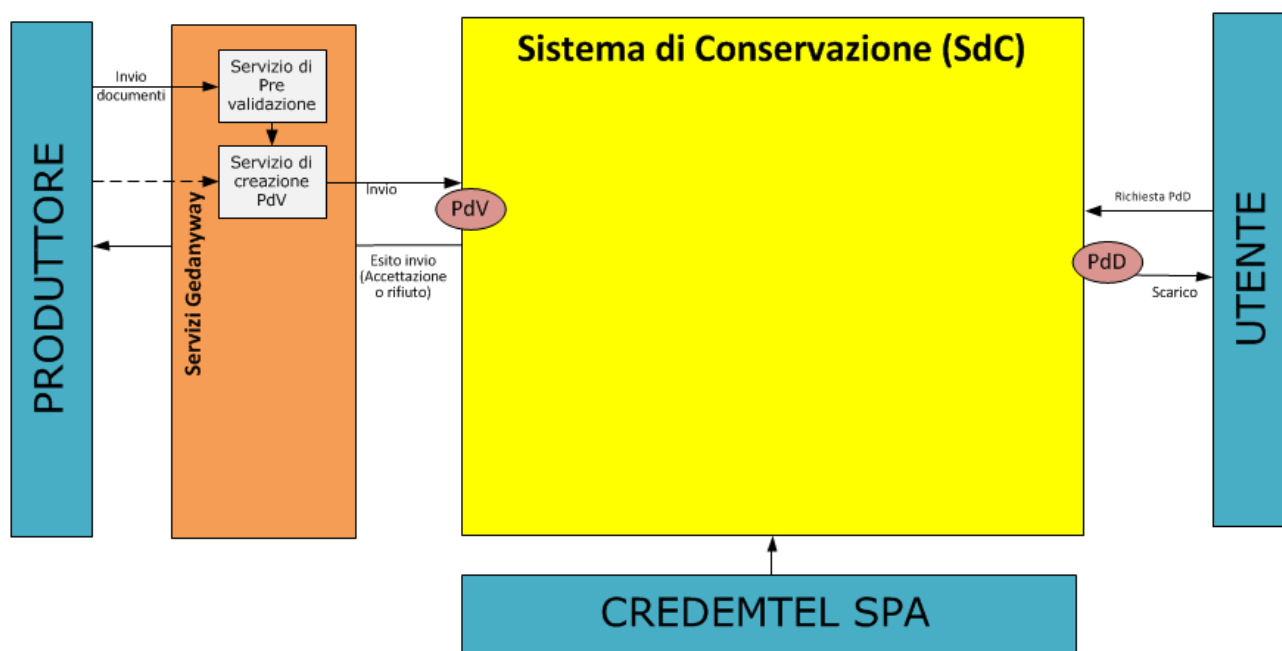 Sistema di Conservazione (SdC)
PRODUTTORE
Invio
documenti
Servizi Gedanyway
Servizio di
Pre
validazione
Servizio di
creazione
PdV
Invio
PdV
Esito invio
(Accettazione
o rifiuto)
Richiesta PdD
PdD
Scarico
UTENTE
CREDEMTEL SPA